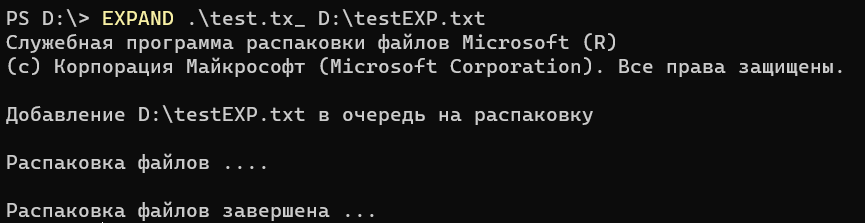 PS D:\> EXPAND .\test.tx_ D:\testEXP.txt
Служебная программа распаковки файлов Microsoft (R)
(c) Корпорация Майкрософт (Microsoft Corporation). Все права защищены.
Добавление D:\testEXP.txt в очередь на распаковку
Распаковка файлов ....
Распаковка файлов завершена ...